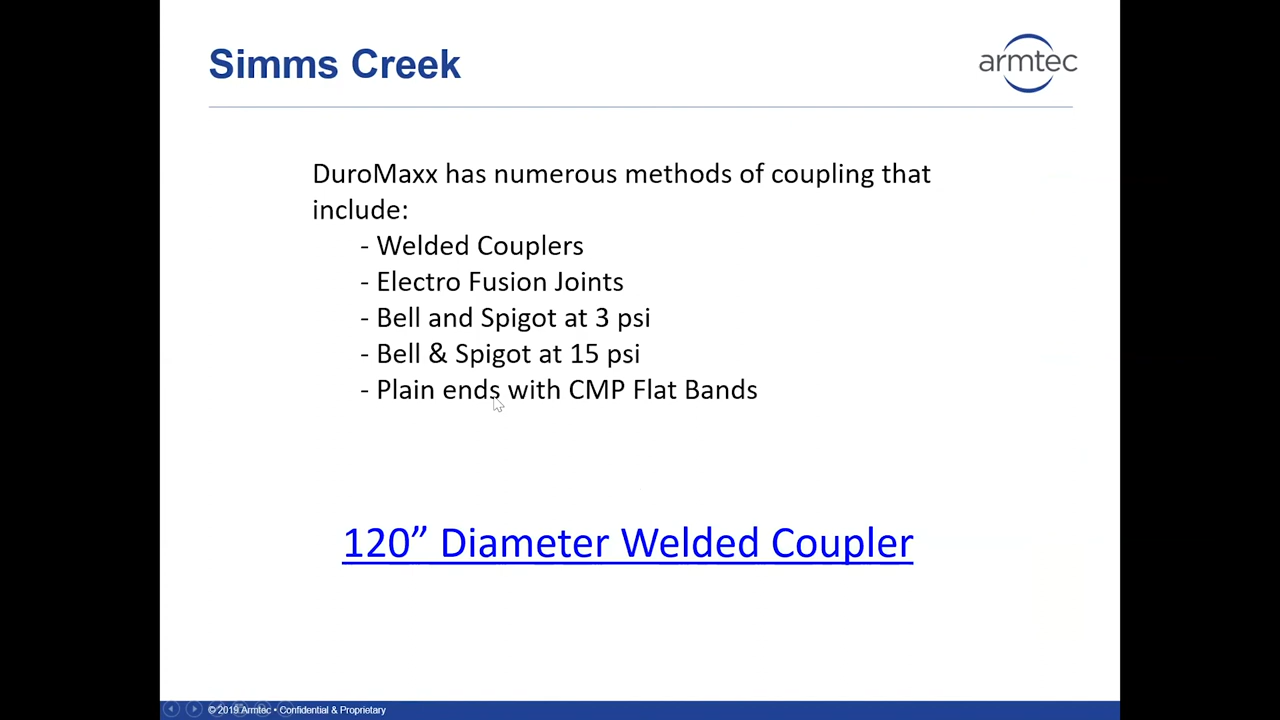 Simms Creek
armtec
DuroMaxx has numerous methods of coupling that
include:
- Welded Couplers
- Electro Fusion Joints
- Bell and Spigot at 3 psi
- Bell & Spigot at 15 psi
- Plain ends with CMP Flat Bands
120” Diameter Welded Coupler
© 2019 Armtec • Confidential & Proprietary